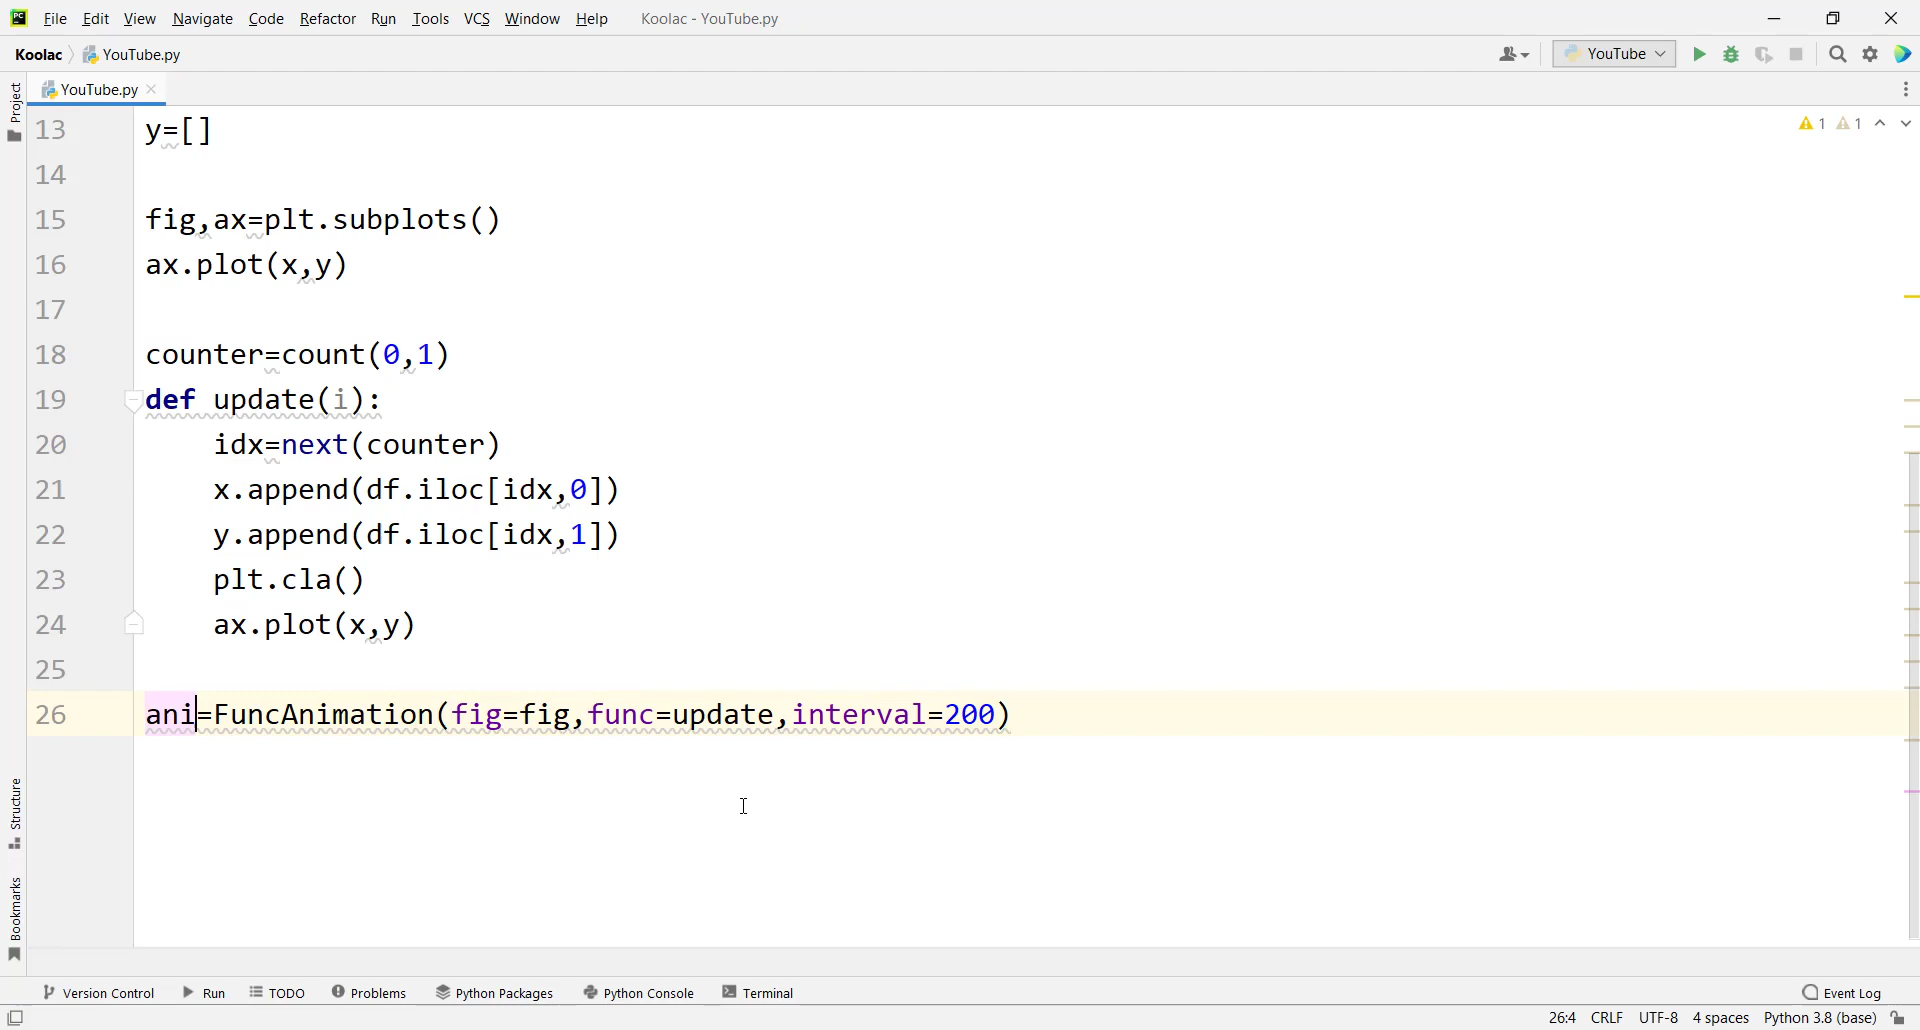 PC File Edit View Navigate Code Refactor Run Tools VCS Window Help Koolac - YouTube.py
Koolac YouTube.py YouTube
Project YouTube.py
13 y=[] 1 1
14
15 fig,ax=plt.subplots()
16 ax.plot(x,y)
17
18 counter=count(0,1)
19 def update(i):
20 idx=next(counter)
21 x.append(df.iloc[idx,0])
22 y.append(df.iloc[idx,1])
23 plt.cla()
24 ax.plot(x,y)
25
26 ani=FuncAnimation(fig=fig,func=update,interval=200)
Structure
Bookmarks
Version Control Run TODO Problems Python Packages Python Console Terminal Event Log
26:4 CRLF UTF-8 4 spaces Python 3.8 (base)